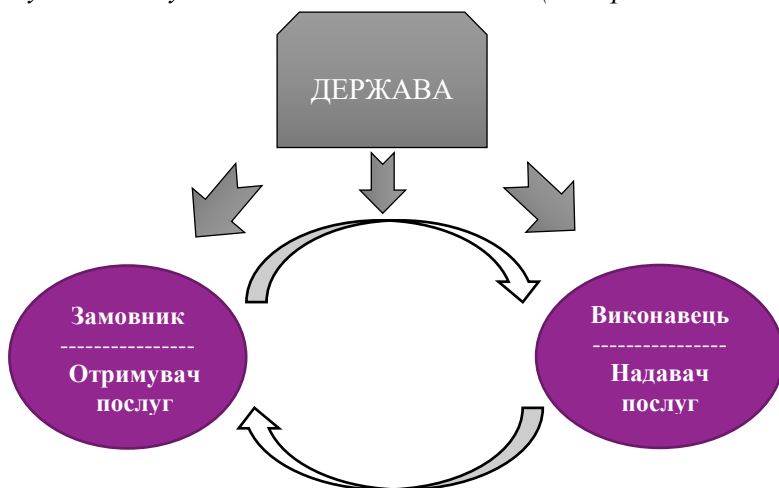 ДЕРЖАВА
Замовник
----------------
Отримувач
послуг
Виконавець
----------------
Надавач
послуг